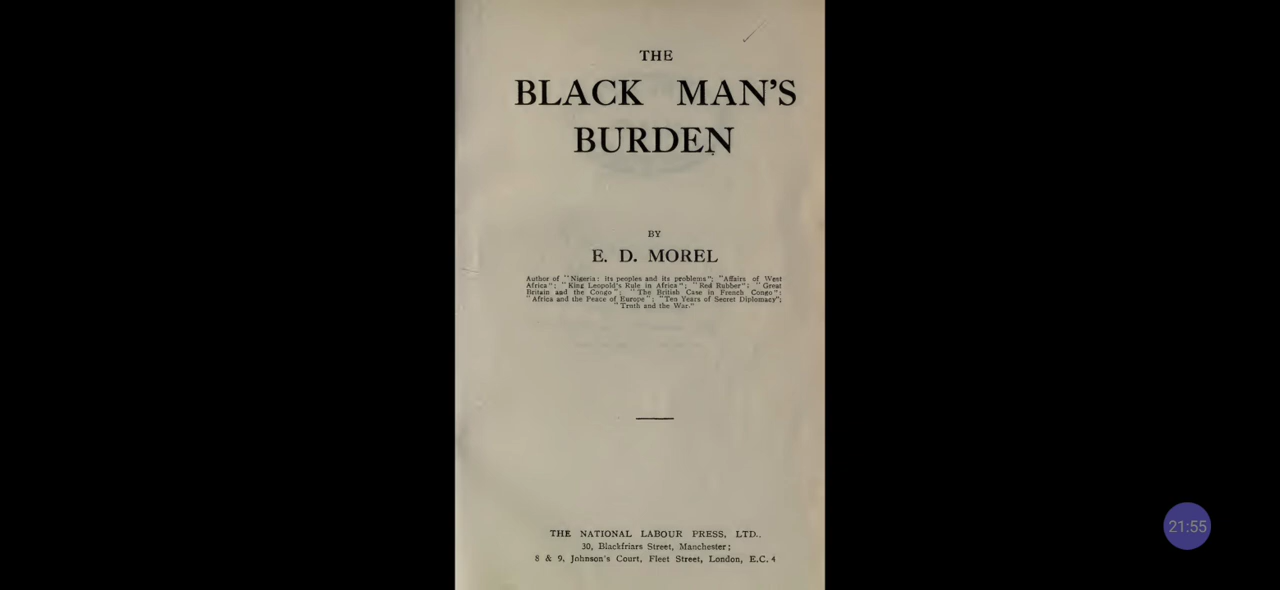 THE
BLACK MAN'S
BURDEN
BY
E. D. MOREL
Author of "Nigeria: its peoples and its problems"; "Affairs of West
Africa"; "King Leopold's Rule in Africa"; "Red Rubber"; "Great
Britain and the Congo"; "The British Case in French Congo";
"Africa and the Peace of Europe"; "Ten Years of Secret Diplomacy";
"Truth and the War."
THE NATIONAL LABOUR PRESS, LTD..
30, Blackfriars Street, Manchester;
8 & 9, Johnson's Court, Fleet Street, London, E.C. 4
21:55